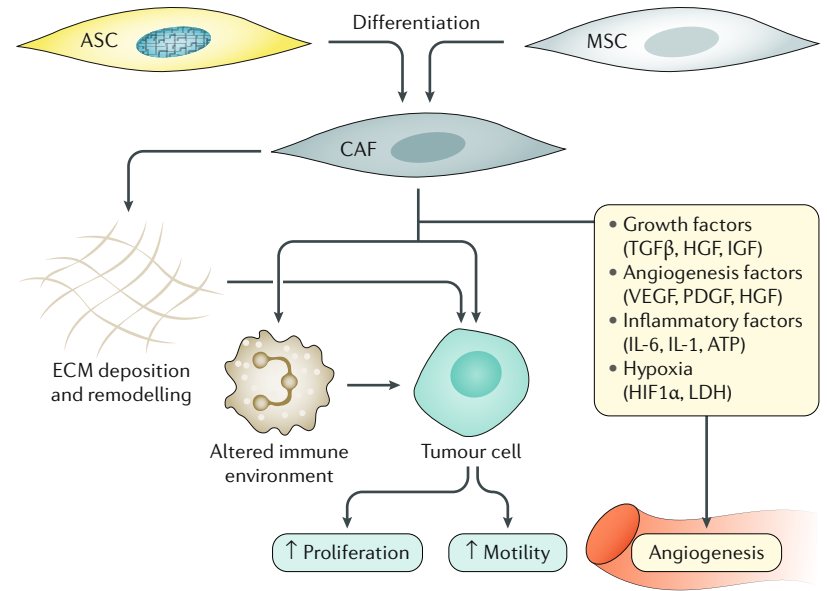 ASC
Differentiation
MSC
CAF
• Growth factors
(TGFβ, HGF, IGF)
• Angiogenesis factors
(VEGF, PDGF, HGF)
• Inflammatory factors
(IL-6, IL-1, ATP)
• Hypoxia
(HIF1α, LDH)
ECM deposition
and remodelling
Altered immune
environment
Tumour cell
↑ Proliferation
↑ Motility
Angiogenesis